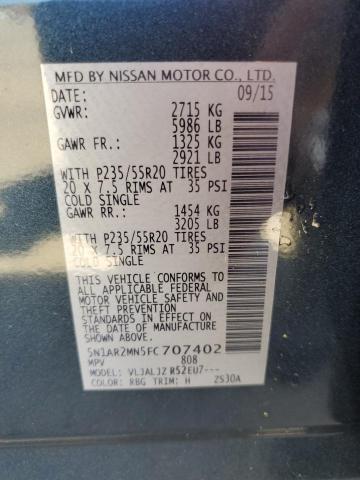 MFD BY NISSAN MOTOR CO., LTD.
DATE: 09/15
GVWR: 2715 KG
5986 LB
GAWR FR.: 1325 KG
2921 LB
WITH P235/55R20 TIRES
20 X 7.5 RIMS AT 35 PSI
COLD SINGLE
GAWR RR.: 1454 KG
3205 LB
WITH P235/55R20 TIRES
20 X 7.5 RIMS AT 35 PSI
COLD SINGLE
THIS VEHICLE CONFORMS TO
ALL APPLICABLE FEDERAL
MOTOR VEHICLE SAFETY
AND THEFT PREVENTION
STANDARDS IN EFFECT ON
THE DATE OF MANUFACTURE
SHOWN ABOVE.
5N1AR2MN5FC707402
MPV 808
MODEL: VLJALJZ R52EU7---
COLOR: RBG TRIM: H ZS30A